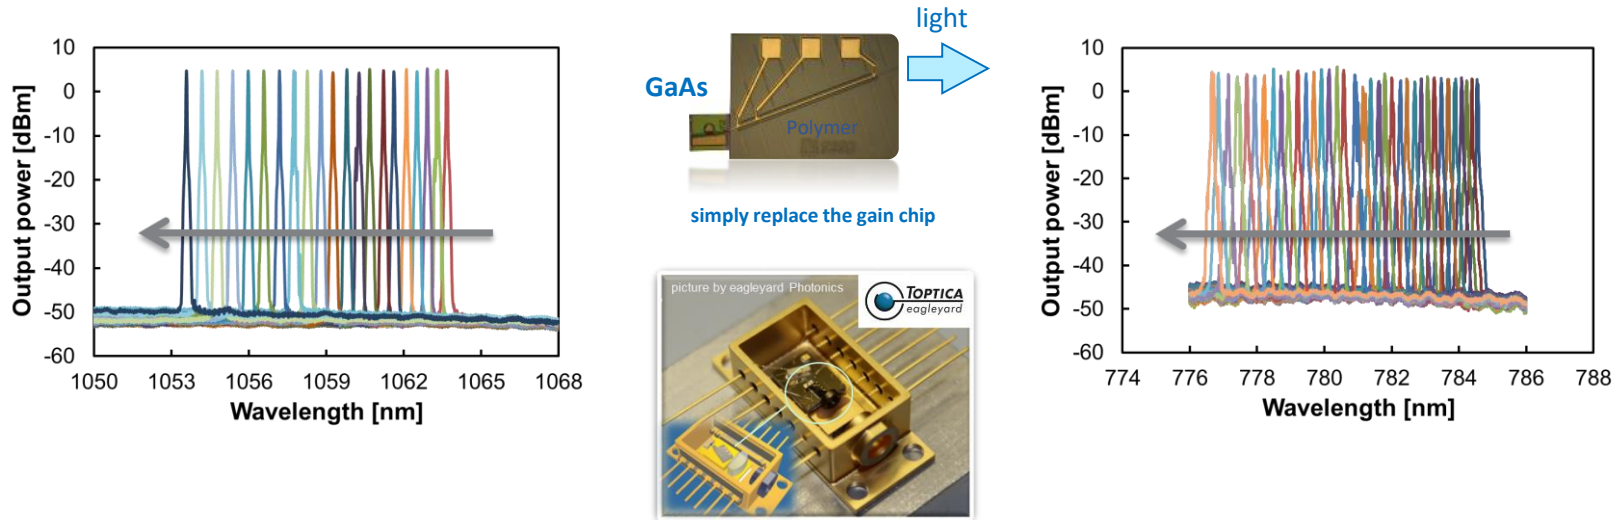 10
0
-10
-20
-30
-40
-50
-60
Output power [dBm]
1050 1053 1056 1059 1062 1065 1068
Wavelength [nm]
light
GaAs
Polymer
simply replace the gain chip
picture by eagleyard Photonics
TOPTICA
eagleyard
10
0
-10
-20
-30
-40
-50
-60
Output power [dBm]
774 776 778 780 782 784 786 788
Wavelength [nm]